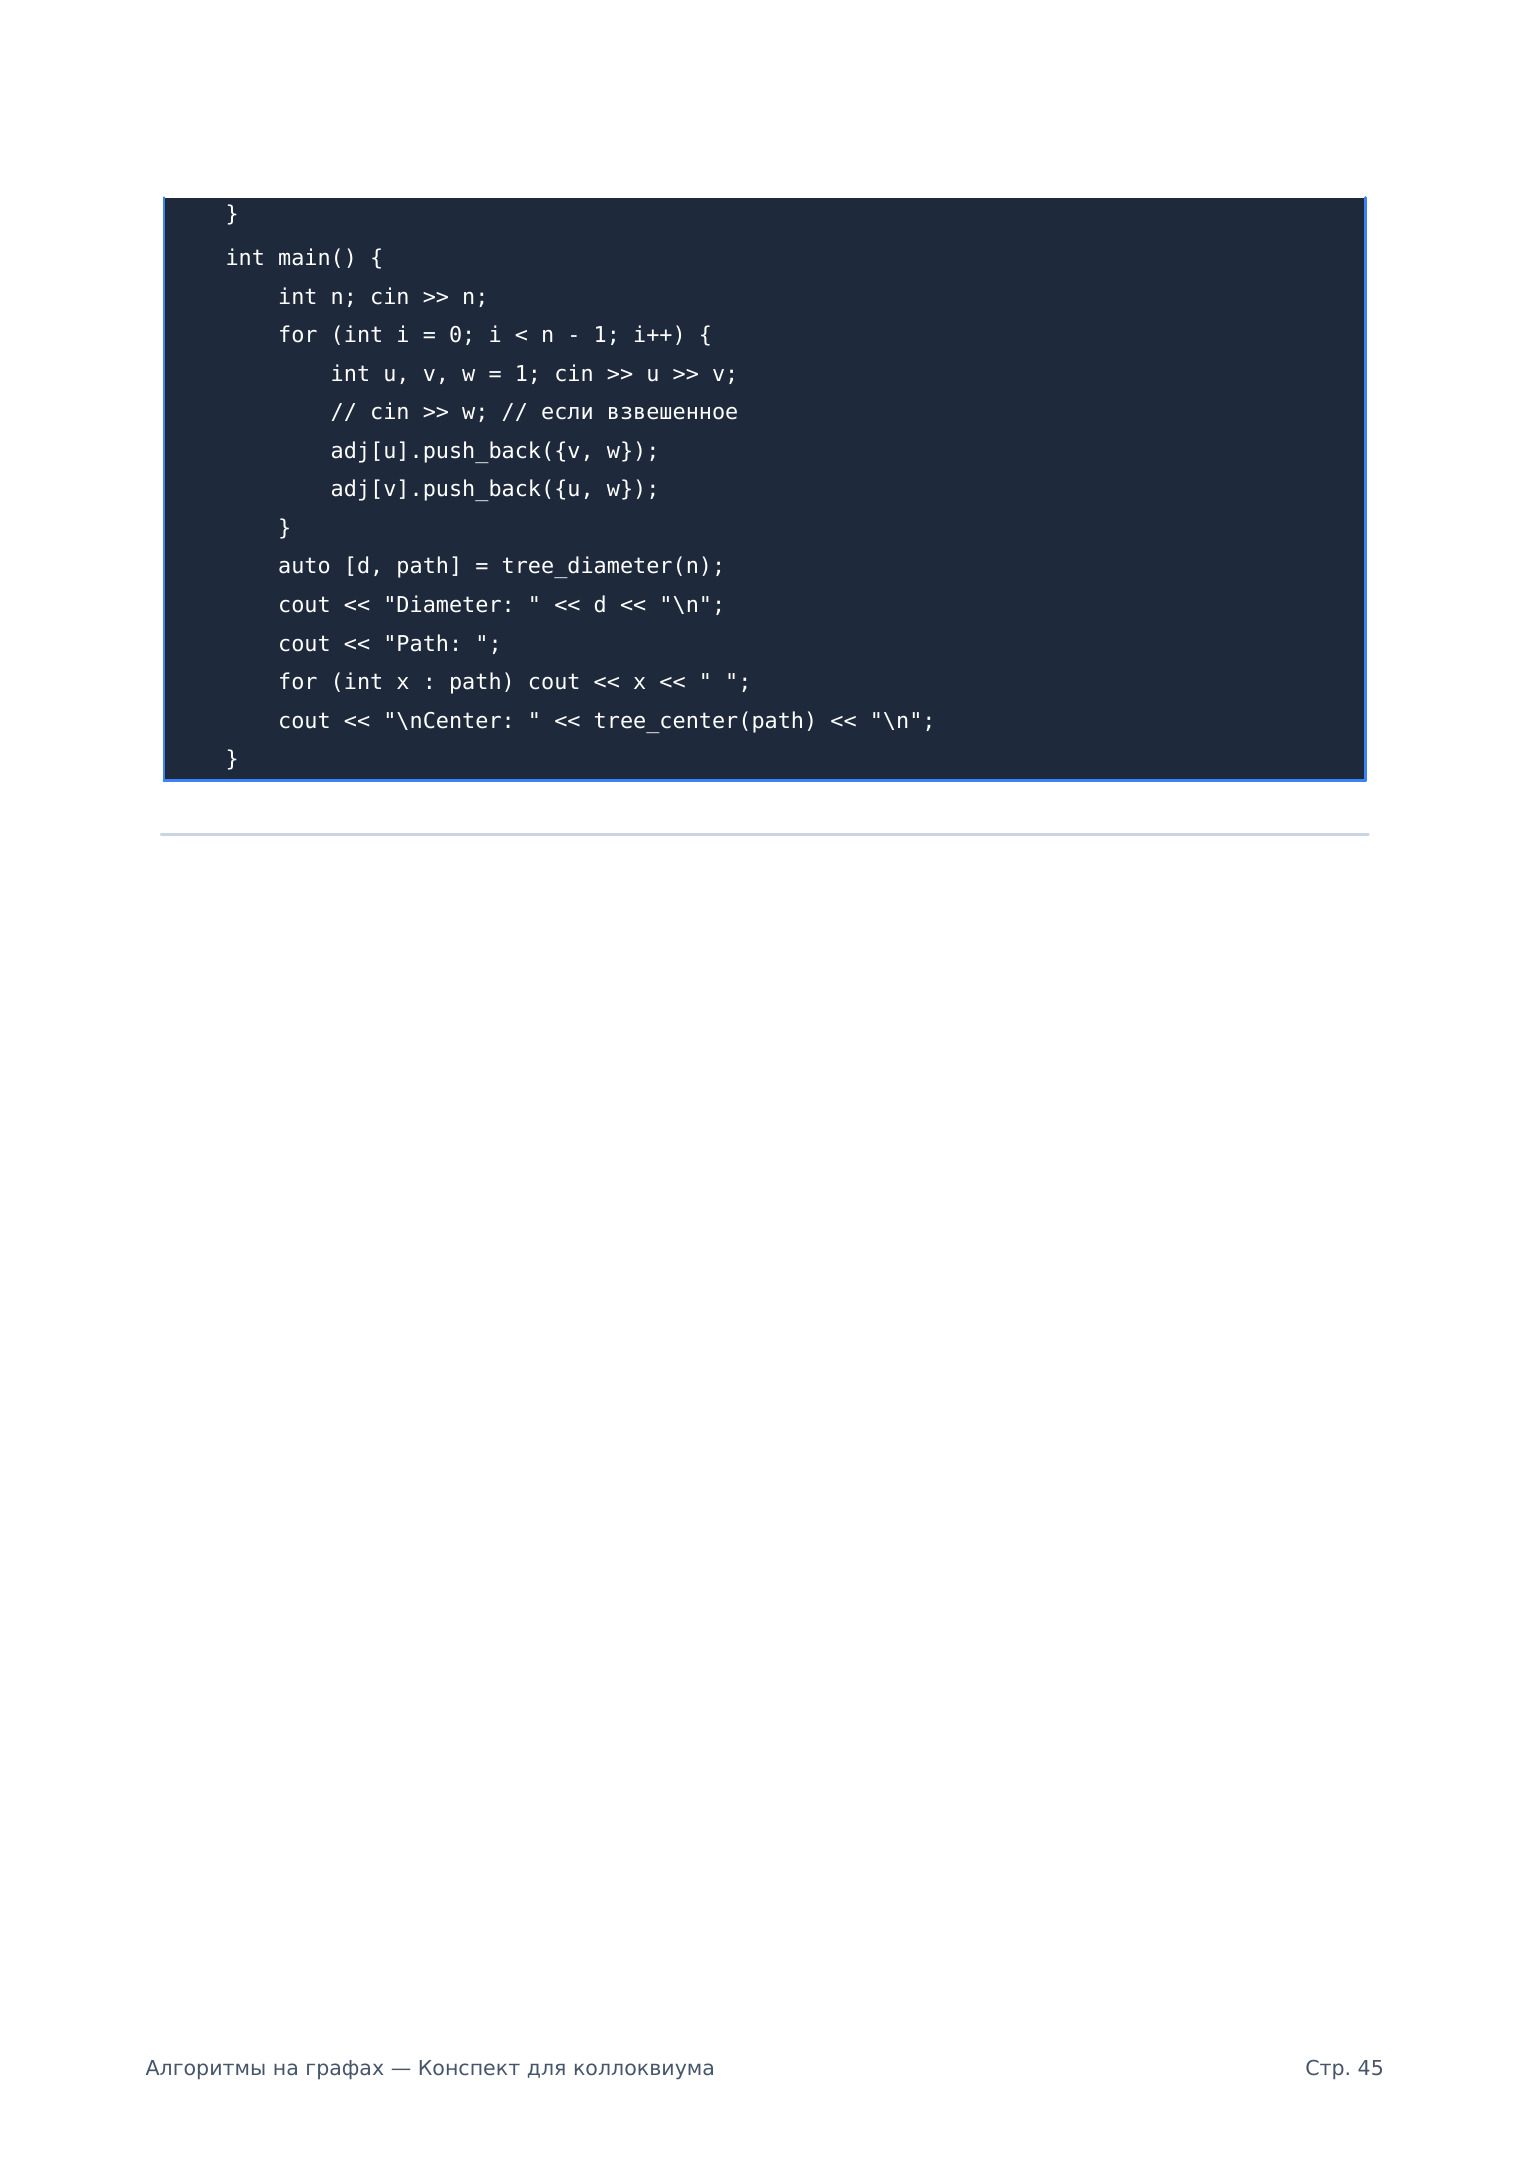 }
int main() {
    int n; cin >> n;
    for (int i = 0; i < n - 1; i++) {
        int u, v, w = 1; cin >> u >> v;
        // cin >> w; // если взвешенное
        adj[u].push_back({v, w});
        adj[v].push_back({u, w});
    }
    auto [d, path] = tree_diameter(n);
    cout << "Diameter: " << d << "\n";
    cout << "Path: ";
    for (int x : path) cout << x << " ";
    cout << "\nCenter: " << tree_center(path) << "\n";
}
Алгоритмы на графах — Конспект для коллоквиума Стр. 45